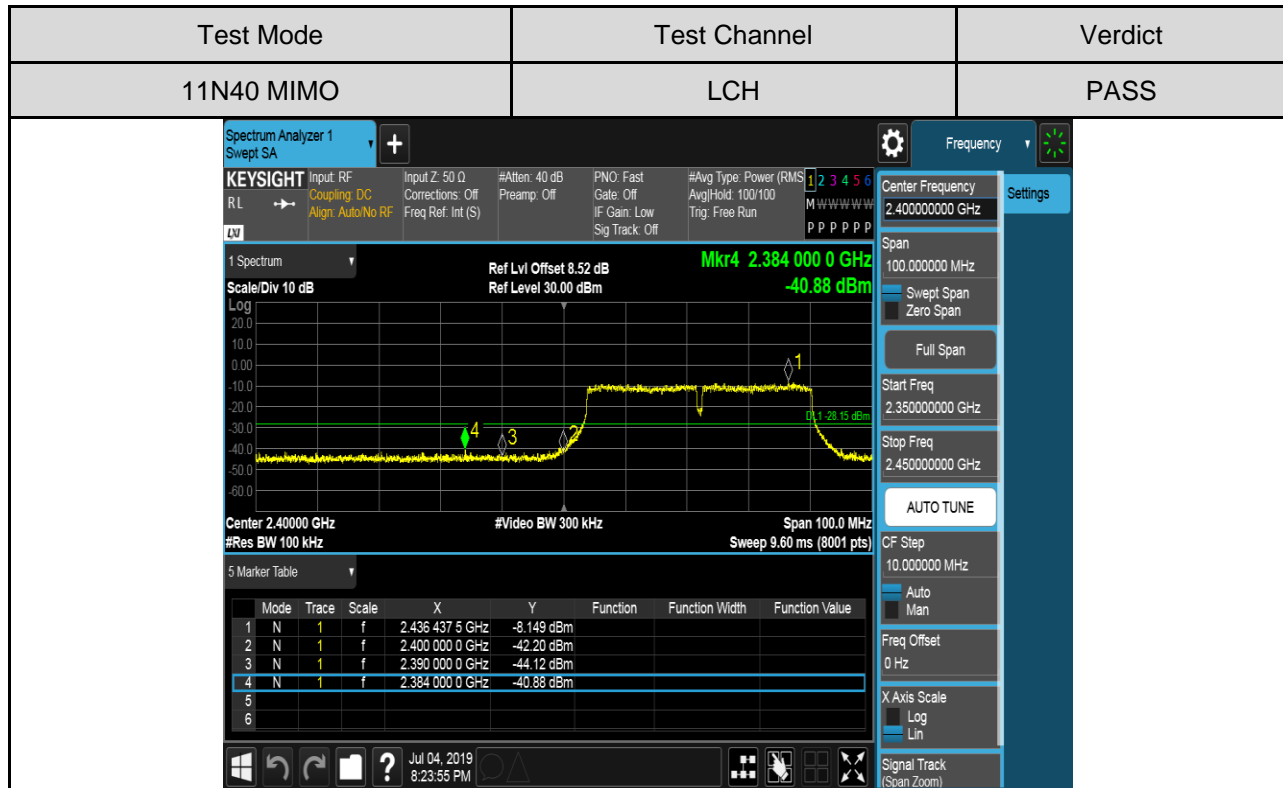 Test Mode Test Channel Verdict
11N40 MIMO LCH PASS
Spectrum Analyzer 1
Swept SA
Frequency
KEYSIGHT
RL
LXI
Input: RF
Coupling: DC
Align: Auto/No RF
Input Z: 50 Ω
Corrections: Off
Freq Ref: Int (S)
#Atten: 40 dB
Preamp: Off
PNO: Fast
Gate: Off
IF Gain: Low
Sig Track: Off
#Avg Type: Power (RMS
Avg|Hold: 100/100
Trig: Free Run
1 2 3 4 5 6
M W W W W W
P P P P P P
1 Spectrum
Scale/Div 10 dB
Ref Lvl Offset 8.52 dB
Ref Level 30.00 dBm
Mkr4 2.384 000 0 GHz
-40.88 dBm
Log
20.0
10.0
0.00
-10.0
-20.0
-30.0
-40.0
-50.0
-60.0
1
DL1 -28.15 dBm
4
3
2
Center 2.40000 GHz
#Res BW 100 kHz
#Video BW 300 kHz
Span 100.0 MHz
Sweep 9.60 ms (8001 pts)
5 Marker Table
Mode Trace Scale X Y Function Function Width Function Value
1 N 1 f 2.436 437 5 GHz -8.149 dBm
2 N 1 f 2.400 000 0 GHz -42.20 dBm
3 N 1 f 2.390 000 0 GHz -44.12 dBm
4 N 1 f 2.384 000 0 GHz -40.88 dBm
5
6
?
Jul 04, 2019
8:23:55 PM
Center Frequency
2.400000000 GHz
Settings
Span
100.000000 MHz
Swept Span
Zero Span
Full Span
Start Freq
2.350000000 GHz
Stop Freq
2.450000000 GHz
AUTO TUNE
CF Step
10.000000 MHz
Auto
Man
Freq Offset
0 Hz
X Axis Scale
Log
Lin
Signal Track
(Span Zoom)